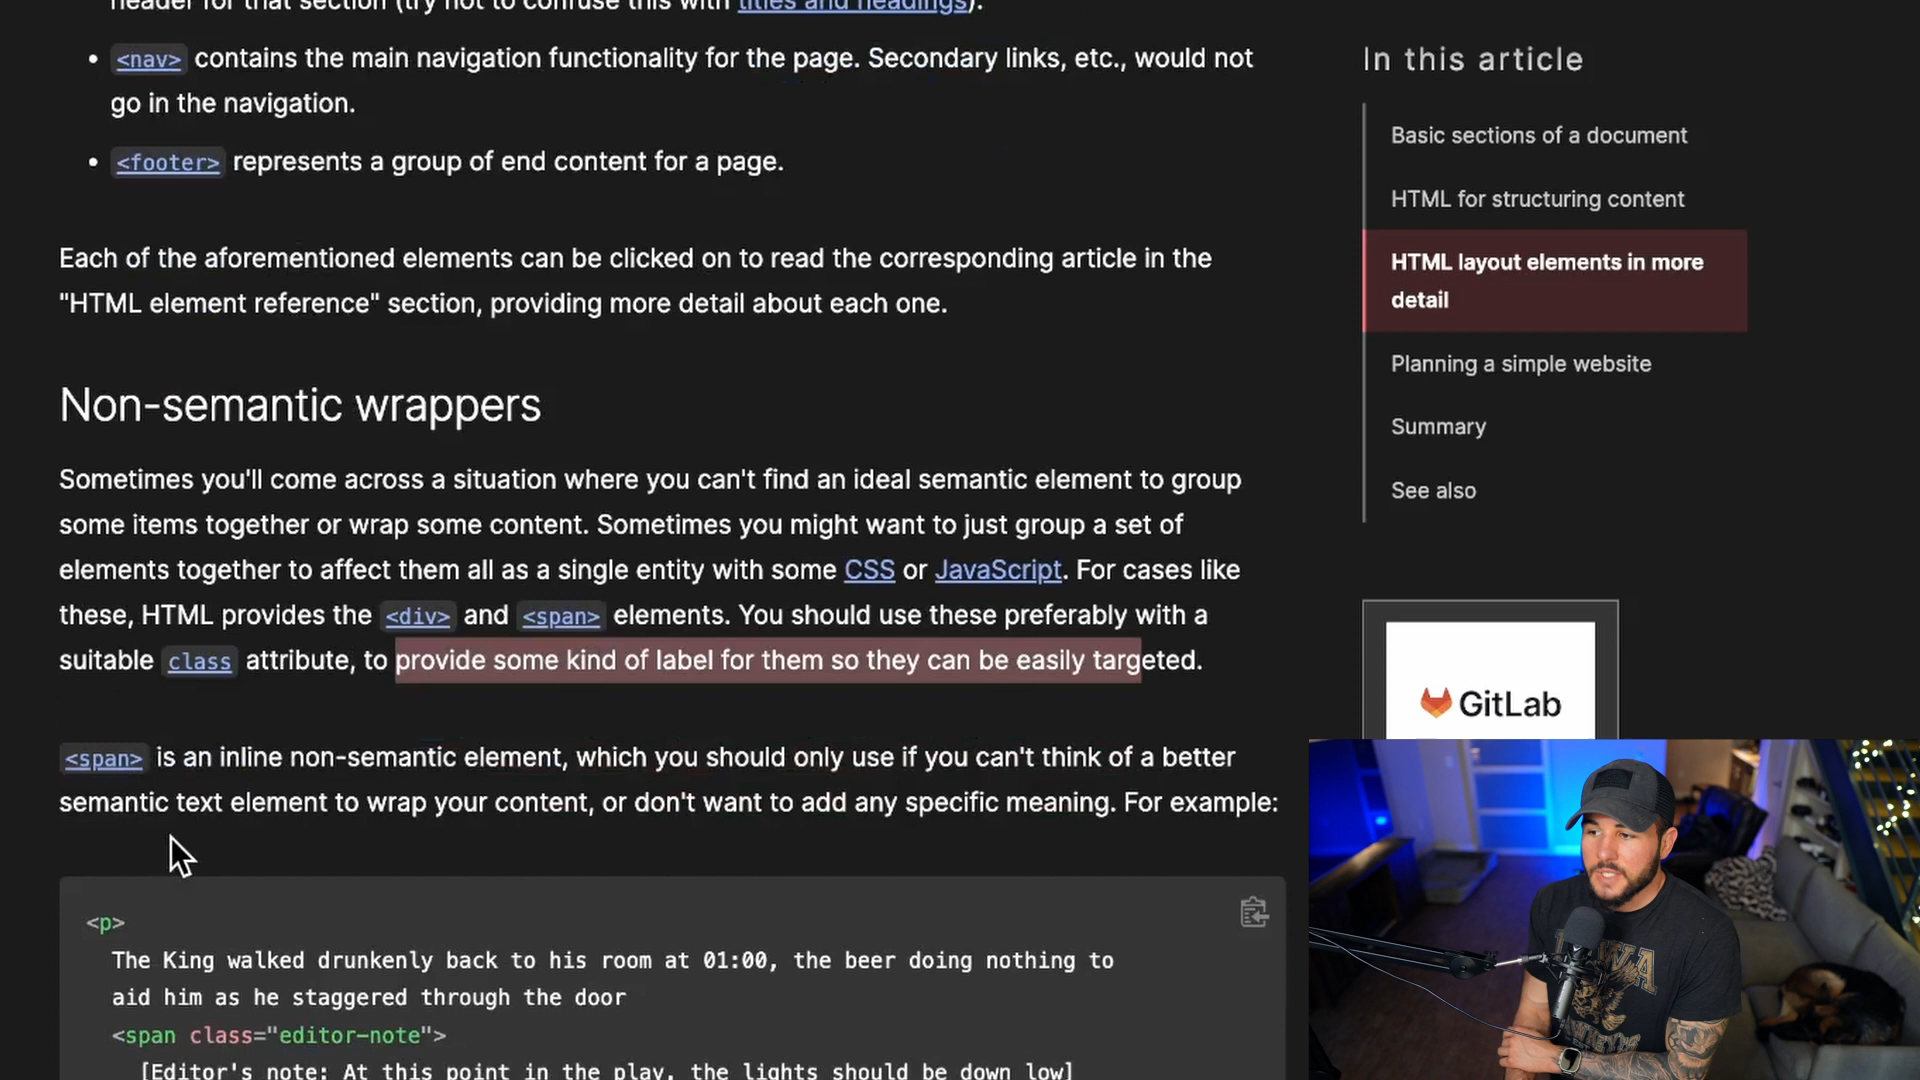 header for that section (try not to confuse this with titles and headings).
• <nav> contains the main navigation functionality for the page. Secondary links, etc., would not
go in the navigation.
• <footer> represents a group of end content for a page.
Each of the aforementioned elements can be clicked on to read the corresponding article in the
"HTML element reference" section, providing more detail about each one.
Non-semantic wrappers
Sometimes you'll come across a situation where you can't find an ideal semantic element to group
some items together or wrap some content. Sometimes you might want to just group a set of
elements together to affect them all as a single entity with some CSS or JavaScript. For cases like
these, HTML provides the <div> and <span> elements. You should use these preferably with a
suitable class attribute, to provide some kind of label for them so they can be easily targeted.
<span> is an inline non-semantic element, which you should only use if you can't think of a better
semantic text element to wrap your content, or don't want to add any specific meaning. For example:
<p>
The King walked drunkenly back to his room at 01:00, the beer doing nothing to
aid him as he staggered through the door
<span class="editor-note">
[Editor's note: At this point in the play, the lights should be down low]
In this article
Basic sections of a document
HTML for structuring content
HTML layout elements in more
detail
Planning a simple website
Summary
See also
GitLab